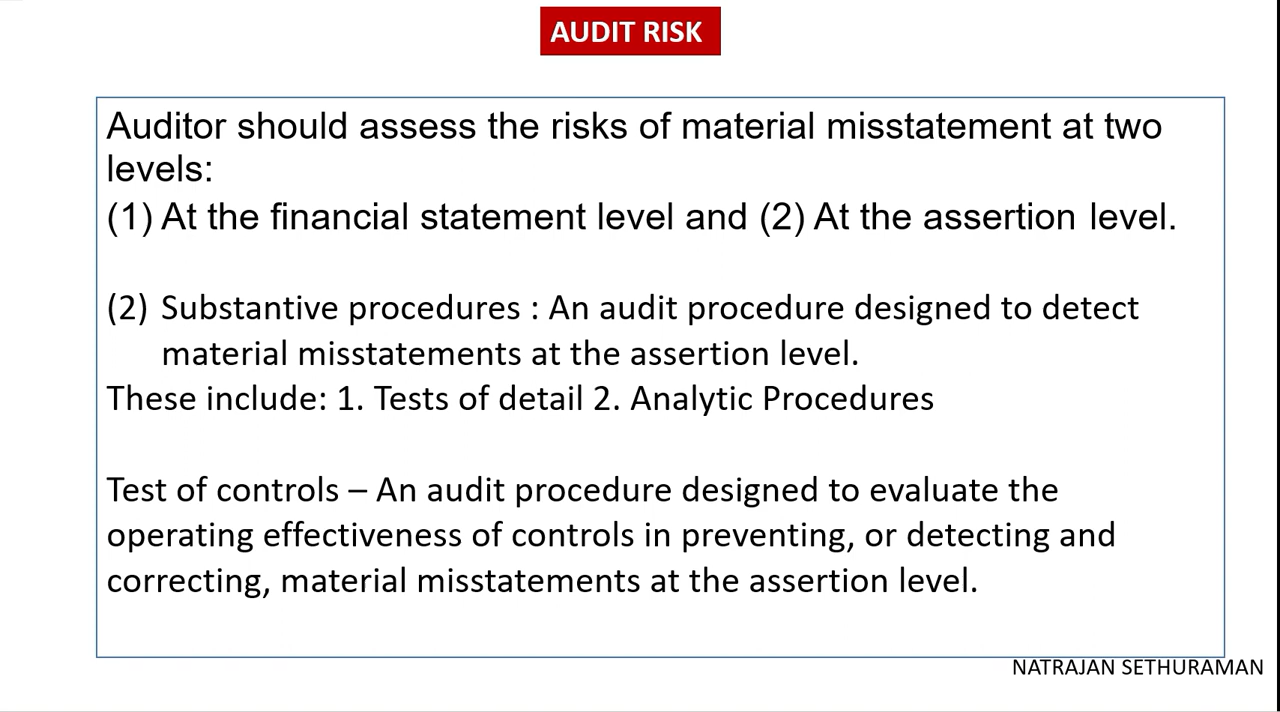 AUDIT RISK
Auditor should assess the risks of material misstatement at two
levels:
(1) At the financial statement level and (2) At the assertion level.
(2) Substantive procedures : An audit procedure designed to detect
material misstatements at the assertion level.
These include: 1. Tests of detail 2. Analytic Procedures
Test of controls – An audit procedure designed to evaluate the
operating effectiveness of controls in preventing, or detecting and
correcting, material misstatements at the assertion level.
NATRAJAN SETHURAMAN